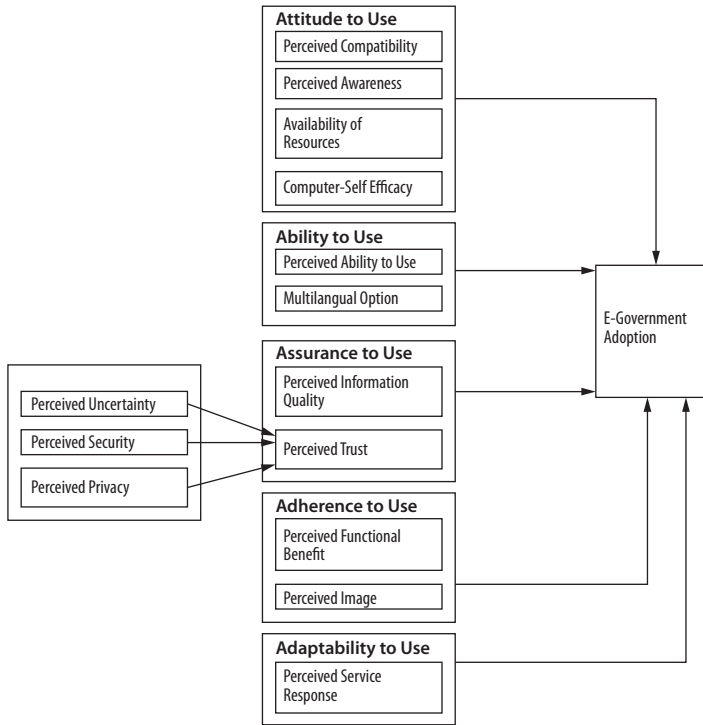 Attitude to Use
Perceived Compatibility
Perceived Awareness
Availability of
Resources
Computer-Self Efficacy
Ability to Use
Perceived Ability to Use
Multilangual Option
E-Government
Adoption
Assurance to Use
Perceived Information
Quality
Perceived Trust
Perceived Uncertainty
Perceived Security
Perceived Privacy
Adherence to Use
Perceived Functional
Benefit
Perceived Image
Adaptability to Use
Perceived Service
Response